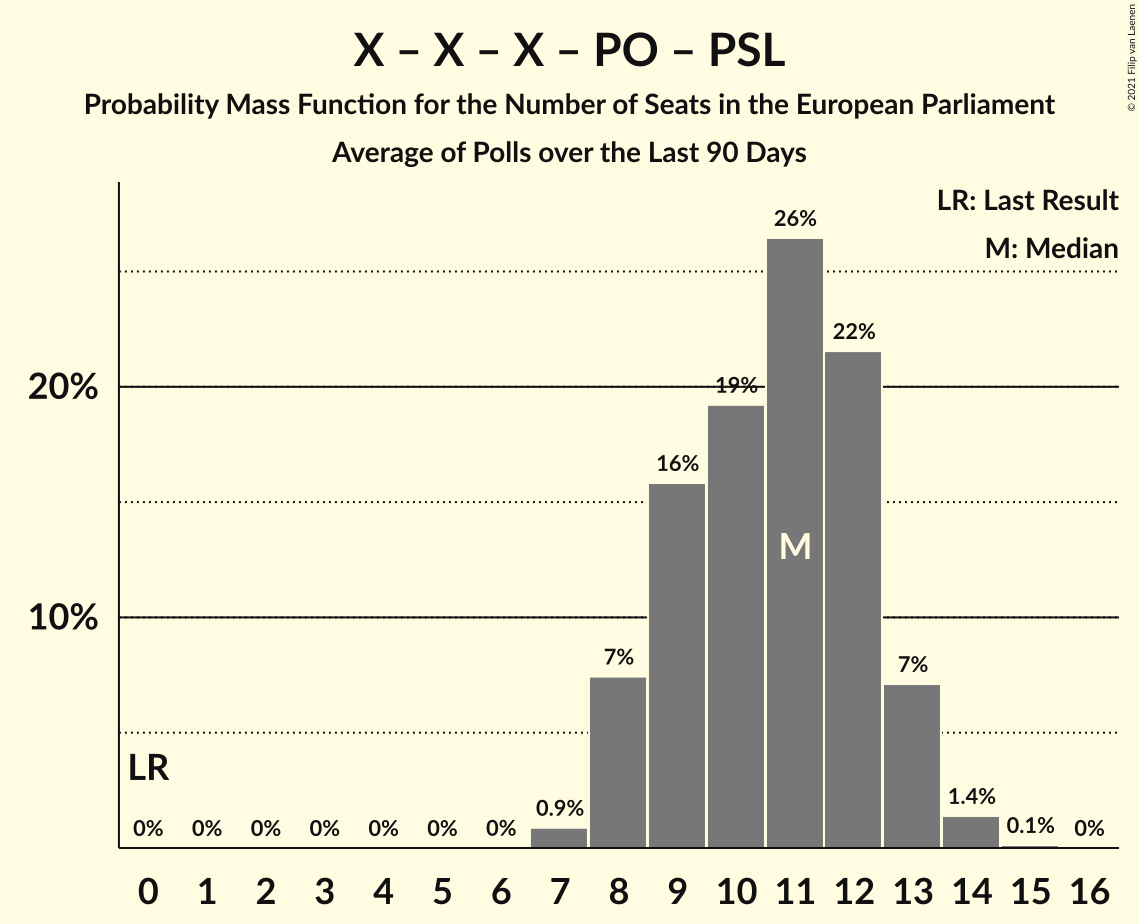 X – X – X – PO – PSL
Probability Mass Function for the Number of Seats in the European Parliament
Average of Polls over the Last 90 Days
© 2021 Filip van Laenen
LR: Last Result
M: Median
26%
22%
20%
19%
16%
M
10%
7%
7%
LR
0% 0% 0% 0% 0% 0% 0% 0.9% 1.4% 0.1% 0%
0 1 2 3 4 5 6 7 8 9 10 11 12 13 14 15 16